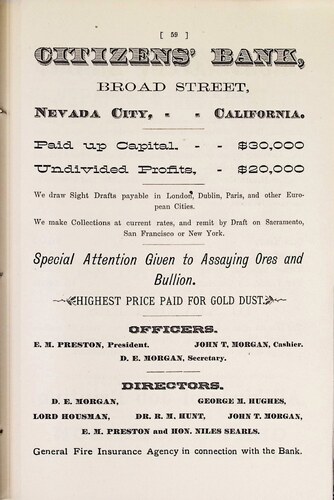 [ 59 ]
CITIZENS' BANK,
BROAD STREET,
NEVADA CITY, - - CALIFORNIA.
Paid up Capital. - - $30,000
Undivided Profits, - $20,000
We draw Sight Drafts payable in London, Dublin, Paris, and other Euro-
pean Cities.
We make Collections at current rates, and remit by Draft on Sacramento,
San Francisco or New York.
Special Attention Given to Assaying Ores and
Bullion.
HIGHEST PRICE PAID FOR GOLD DUST.
OFFICERS.
E. M. PRESTON, President. JOHN T. MORGAN, Cashier.
D. E. MORGAN, Secretary.
DIRECTORS.
D. E. MORGAN, GEORGE M. HUGHES,
LORD HOUSMAN, DR. R. M. HUNT, JOHN T. MORGAN,
E. M. PRESTON and HON. NILES SEARLS.
General Fire Insurance Agency in connection with the Bank.